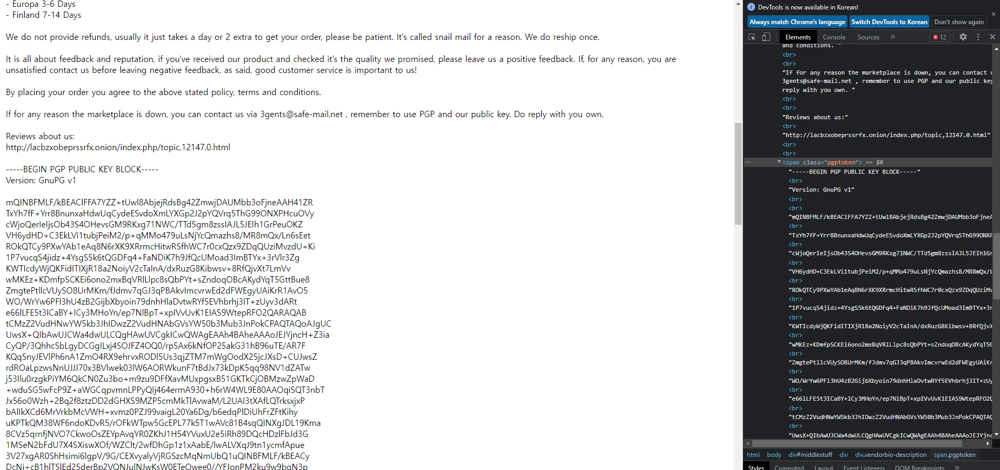 - Europa 3-6 Days
- Finland 7-14 Days
We do not provide refunds, usually it just takes a day or 2 extra to get your order, please be patient. It's called snail mail for a reason. We do reship once.
It is all about feedback and reputation, if you've received our product and checked it's the quality we promised, please leave us a positive feedback. If, for any reason, you are
unsatisfied contact us before leaving negative feedback, as said, good customer service is important to us!
By placing your order you agree to the above stated policy, terms and conditions.
If for any reason the marketplace is down, you can contact us via 3gents@safe-mail.net , remember to use PGP and our public key. Do reply with you own.
Reviews about us:
http://lacbzxobeprssrfx.onion/index.php/topic,12147.0.html
-----BEGIN PGP PUBLIC KEY BLOCK-----
Version: GnuPG v1
mQINBFMLF/kBEAClFFA7YZZ+tUwl8AbjejRdsBg42ZmwjDAUMbb3oFjneAAH41ZR
TxYh7fF+Yrr8BnunxaHdwUqCydeESvdoXmLYXGp2J2pYQVrq5ThG99ONXPHcuOVy
cWjoQerIeIjsOb43S4OHevsGM9RKxg71NWC/TTd5gm8zssIAJL5JEIh1GrPeuOKZ
VH6ydHD+C3EkLVi1tubjPeiM2/p+qMMo479uLsNjYcQmazhs8/MR8mQx/Ln6sEet
ROkQTCy9PXwYAb1eAq8N6rXK9XRrmcHitwRSfhWC7r0cxQzx9ZDqQUziMvzdU+Ki
1P7vucqS4jidz+4YsgS5k6tQGDFq4+FaNDiK7h9JfQcUMoad3ImBTYx+3rVlr3Zg
KWTIcdyWjQKFidITIXjR18a2NoiyV2cTaInA/dxRuzG8Kibwsv+8RfQjvXt7LmVv
wMKEz+KDmfpSCKEi6ono2mxBqVRlLlpc8sQbPYt+sZndoqOBcAKydYqT5GttBue8
ZmgtePtllcVUySO8UrMKm/fJdmv7qGJ3qPBAkvImcvrwEd2dFWEgyUAiKrR1AvO5
WO/WrYw6PFl3hU4zB2GijbXbyoin79dnhHlaDvtwRYf5EVhbrhj3IT+zUyv3dARt
e66lLFE5t3ICaBY+ICy3MHoYn/ep7NlBpT+xpIVvUvK1EIAS9WtepRFO2QARAQAB
tCMzZ2VudHNwYW5kb3JhIDwzZ2VudHNAbGVsYW50b3Mub3JnPokCPAQTAQoAJgUC
UwsX+QIbAwUJCWa4dwULCQgHAwUVCgkICwQWAgEAAh4BAheAAAoJEJYjncH+Z3ia
CyQP/3QhhcSbLgyDCGgILxj4SOJFZ4OQ0/rpSAx6kNfOP25akG31hB96uTE/AR7F
KQqSnyJEVlPh6nA1ZmO4RX9ehrvxRODl5Us3qjZTM7mWgOodX25jcJXsD+CUJwsZ
rdROaLpzwsNnUJJJ70x3BVlwek03lW6AORWkunF7tBdJx73kDpK5qq98NV1dZATw
j53Ilu0rzgkPiYM6QkCN0Zu3bo+m9zu9DFfXavMUxpgsxB51GKTkCjOBMzwZpWaD
+wduSG5wFcP9Z+aWGCqpvmnLPPyQIj464ermA930+h6rW4WL9E80AAOqiSQT3nbT
Jx56o0Wzh+2Bq2f8ztzDD2dGHXS9MZP5cmMkTlAvwaM/L2UAI3tXAfLQTrksxjxP
bAlIkXCd6MrVrkbMcVWH+xvmz0PZJ99vaigL20Ya6Dg/b6edqPlDiUhFrZFtKihy
uKPTkQM38WF6ndoKDvR5/rOFkWTpw5GcEPL77k5T1wAVc81B4sqQINXgJDL19Kma
8CVz5qrnfjNVO7CkwoOsZEYpAvqYR0ZKhJ1H54YVuxU2e5iRh89DQcHDzlFbJd3G
1MSeN2bFdU7X4SXiswXOf/WZClt/2wfDhGp1z1xAabE/lwALVXqJ9tn1ycmfApue
3V27xgAR0ShHsimi6lgpV/9G/CEXvyalyVjRGSzcMqNmUbQ1uQINBFMLF/kBEACy
DcNi+cB1hlTSlEd25derBp2VQNJulNJwKsW0ETeOwee0//YFJonPM2ku9w9bgN3p
DevTools is now available in Korean!
Always match Chrome's language Switch DevTools to Korean Don't show again
Elements Console Sources 12
and conditions. "
<br>
<br>
"If for any reason the marketplace is down, you can contact
3gents@safe-mail.net , remember to use PGP and our public key
reply with you own. "
<br>
<br>
"Reviews about us:"
<br>
"http://lacbzxobeprssrfx.onion/index.php/topic,12147.0.html"
<br>
<br>
<span class="pgptoken"> == $0
"-----BEGIN PGP PUBLIC KEY BLOCK-----"
<br>
"Version: GnuPG v1"
<br>
<br>
"mQINBFMLF/kBEAClFFA7YZZ+tUwl8AbjejRdsBg42ZmwjDAUMbb3oFjneA
<br>
"TxYh7fF+Yrr8BnunxaHdwUqCydeESvdoXmLYXGp2J2pYQVrq5ThG99ONXP
<br>
"cWjoQerIeIjsOb43S4OHevsGM9RKxg71NWC/TTd5gm8zssIAJL5JEIh1Gr
<br>
"VH6ydHD+C3EkLVi1tubjPeiM2/p+qMMo479uLsNjYcQmazhs8/MR8mQx/L
<br>
"ROkQTCy9PXwYAb1eAq8N6rXK9XRrmcHitwRSfhWC7r0cxQzx9ZDqQUziMv
<br>
"1P7vucqS4jidz+4YsgS5k6tQGDFq4+FaNDiK7h9JfQcUMoad3ImBTYx+3r
<br>
"KWTIcdyWjQKFidITIXjR18a2NoiyV2cTaInA/dxRuzG8Kibwsv+8RfQjvX
<br>
"wMKEz+KDmfpSCKEi6ono2mxBqVRlLlpc8sQbPYt+sZndoqOBcAKydYqT5G
<br>
"ZmgtePtllcVUySO8UrMKm/fJdmv7qGJ3qPBAkvImcvrwEd2dFWEgyUAiKr
<br>
"WO/WrYw6PFl3hU4zB2GijbXbyoin79dnhHlaDvtwRYf5EVhbrhj3IT+zUy
<br>
"e66lLFE5t3ICaBY+ICy3MHoYn/ep7NlBpT+xpIVvUvK1EIAS9WtepRFO2Q
<br>
"tCMzZ2VudHNwYW5kb3JhIDwzZ2VudHNAbGVsYW50b3Mub3JnPokCPAQTAQ
<br>
"UwsX+QIbAwUJCWa4dwULCQgHAwUVCgkICwQWAgEAAh4BAheAAAoJEJYjnc
html body div#middlestuff div div.vendorbio-description span.pgptoken
Styles Computed Layout Event Listeners DOM Breakpoints